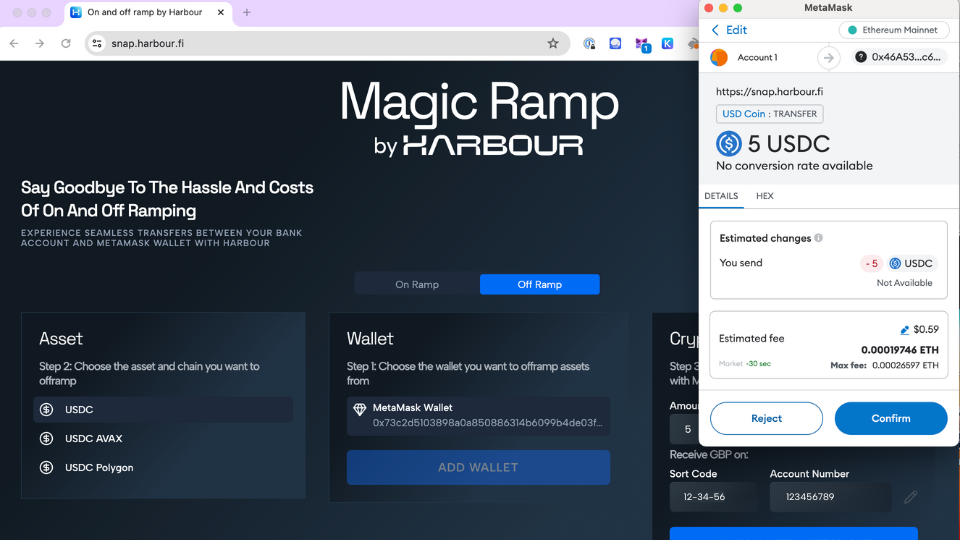 On and off ramp by Harbour
snap.harbour.fi
1
Magic Ramp
by HARBOUR
Say Goodbye To The Hassle And Costs
Of On And Off Ramping
EXPERIENCE SEAMLESS TRANSFERS BETWEEN YOUR BANK
ACCOUNT AND METAMASK WALLET WITH HARBOUR
On Ramp
Off Ramp
Asset
Step 2: Choose the asset and chain you want to
offramp
USDC
USDC AVAX
USDC Polygon
Wallet
Step 1: Choose the wallet you want to offramp assets
from
MetaMask Wallet
0x73c2d5103898a0a850886314b6099b4de03f...
ADD WALLET
Cryp
Step 3
with M
Amou
5
Receive GBP on:
Sort Code
Account Number
12-34-56
123456789
MetaMask
Edit
Ethereum Mainnet
Account 1
0x46A53...c6...
https://snap.harbour.fi
USD Coin : TRANSFER
5 USDC
No conversion rate available
DETAILS
HEX
Estimated changes
You send
- 5
USDC
Not Available
Estimated fee
$0.59
0.00019746 ETH
Market ~30 sec
Max fee: 0.00026597 ETH
Reject
Confirm